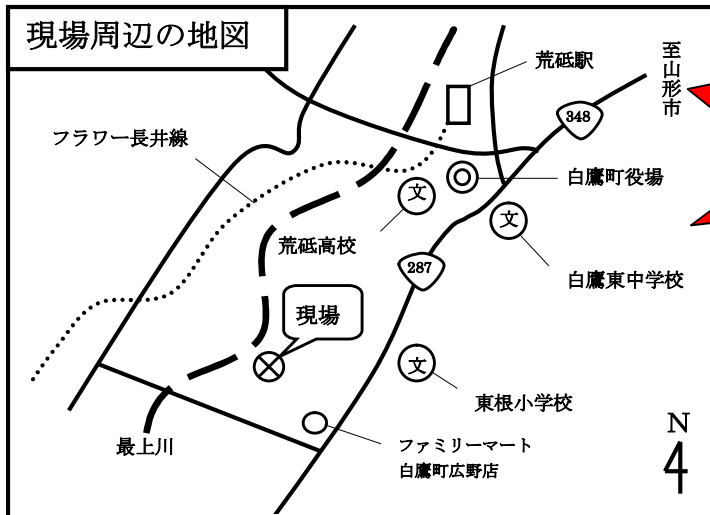 現場周辺の地図
荒砥駅
至山形市
348
フラワー長井線
白鷹町役場
文
文
荒砥高校
287
白鷹東中学校
現場
文
東根小学校
最上川
ファミリーマート
白鷹町広野店
N